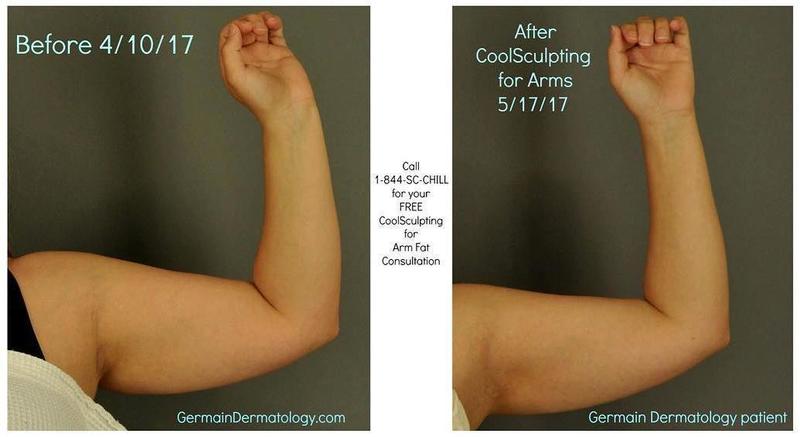 Before 4/10/17
GermainDermatology.com
Call
1-844-SC-CHILL
for your
FREE
CoolSculpting
for
Arm Fat
Consultation
After
CoolSculpting
for Arms
5/17/17
Germain Dermatology patient